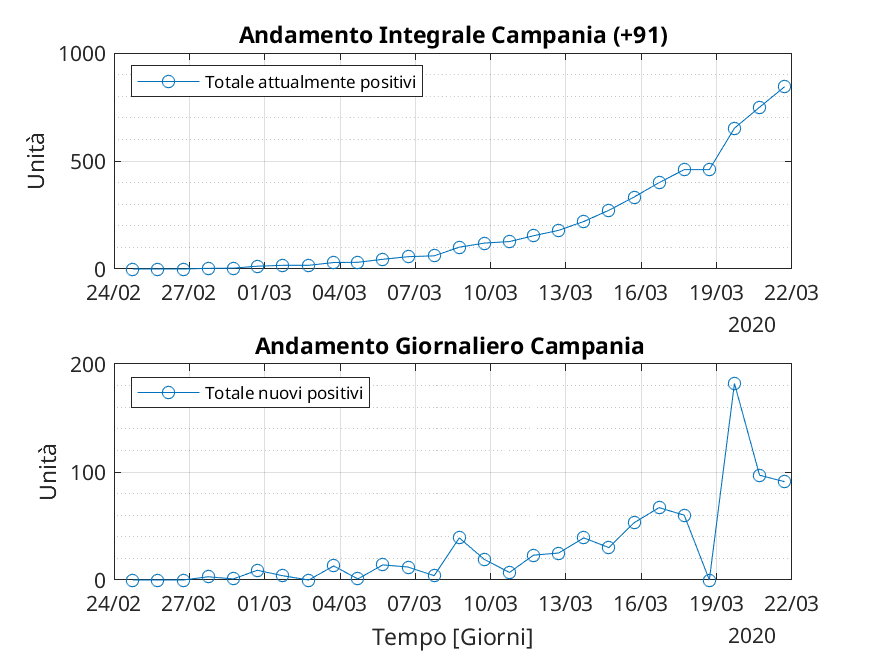 Andamento Integrale Campania (+91)
1000
Totale attualmente positivi
Unità
500
0
24/02 27/02 01/03 04/03 07/03 10/03 13/03 16/03 19/03 22/03
2020
Andamento Giornaliero Campania
200
Totale nuovi positivi
Unità
100
0
24/02 27/02 01/03 04/03 07/03 10/03 13/03 16/03 19/03 22/03
Tempo [Giorni] 2020